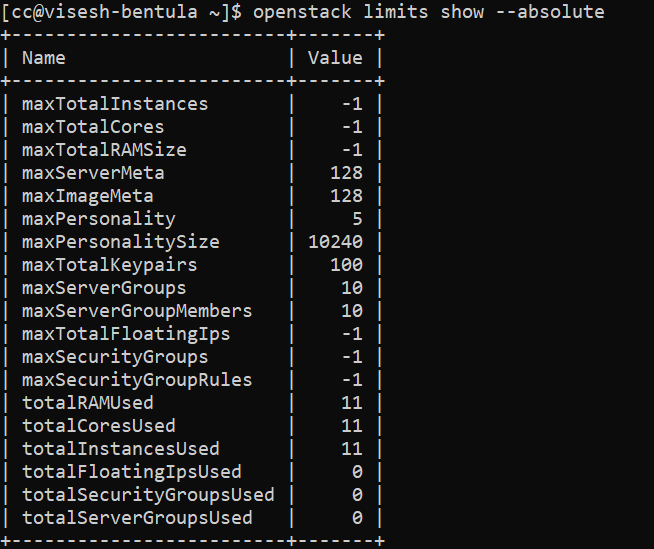 [cc@visesh-bentula ~]$ openstack limits show --absolute
+--------------------------+-------+
| Name                     | Value |
+--------------------------+-------+
| maxTotalInstances        |    -1 |
| maxTotalCores            |    -1 |
| maxTotalRAMSize          |    -1 |
| maxServerMeta            |   128 |
| maxImageMeta             |   128 |
| maxPersonality           |     5 |
| maxPersonalitySize       | 10240 |
| maxTotalKeypairs         |   100 |
| maxServerGroups          |    10 |
| maxServerGroupMembers    |    10 |
| maxTotalFloatingIps      |    -1 |
| maxSecurityGroups        |    -1 |
| maxSecurityGroupRules    |    -1 |
| totalRAMUsed             |    11 |
| totalCoresUsed           |    11 |
| totalInstancesUsed       |    11 |
| totalFloatingIpsUsed     |     0 |
| totalSecurityGroupsUsed  |     0 |
| totalServerGroupsUsed    |     0 |
+--------------------------+-------+